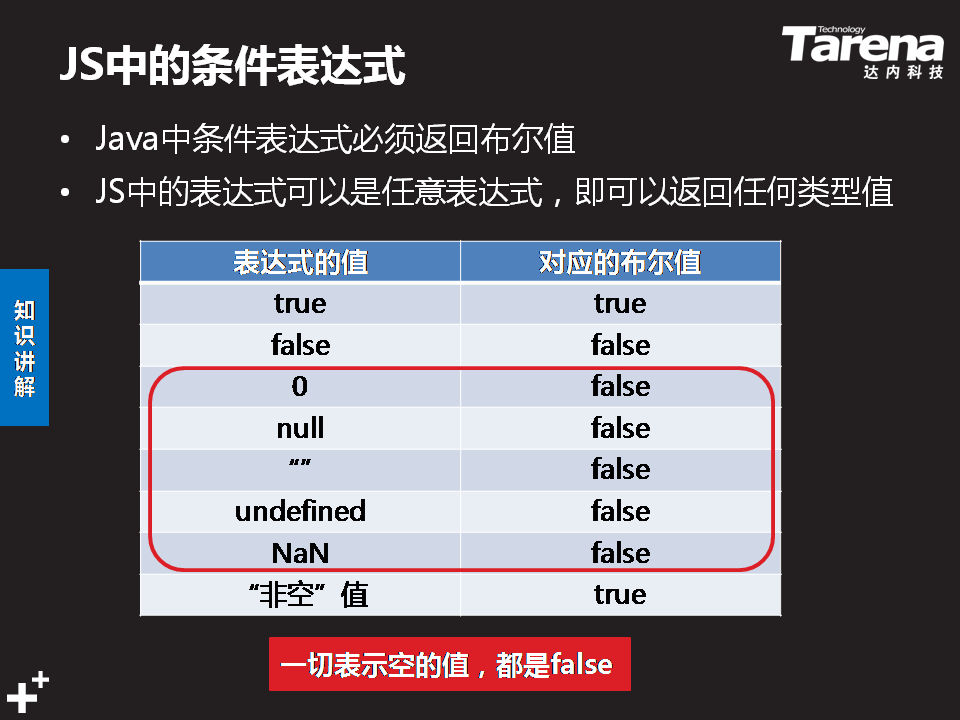 JS中的条件表达式
Technology
Tarena
达内科技
• Java中条件表达式必须返回布尔值
• JS中的表达式可以是任意表达式，即可以返回任何类型值
知识讲解
表达式的值 对应的布尔值
true true
false false
0 false
null false
“” false
undefined false
NaN false
“非空”值 true
一切表示空的值，都是false